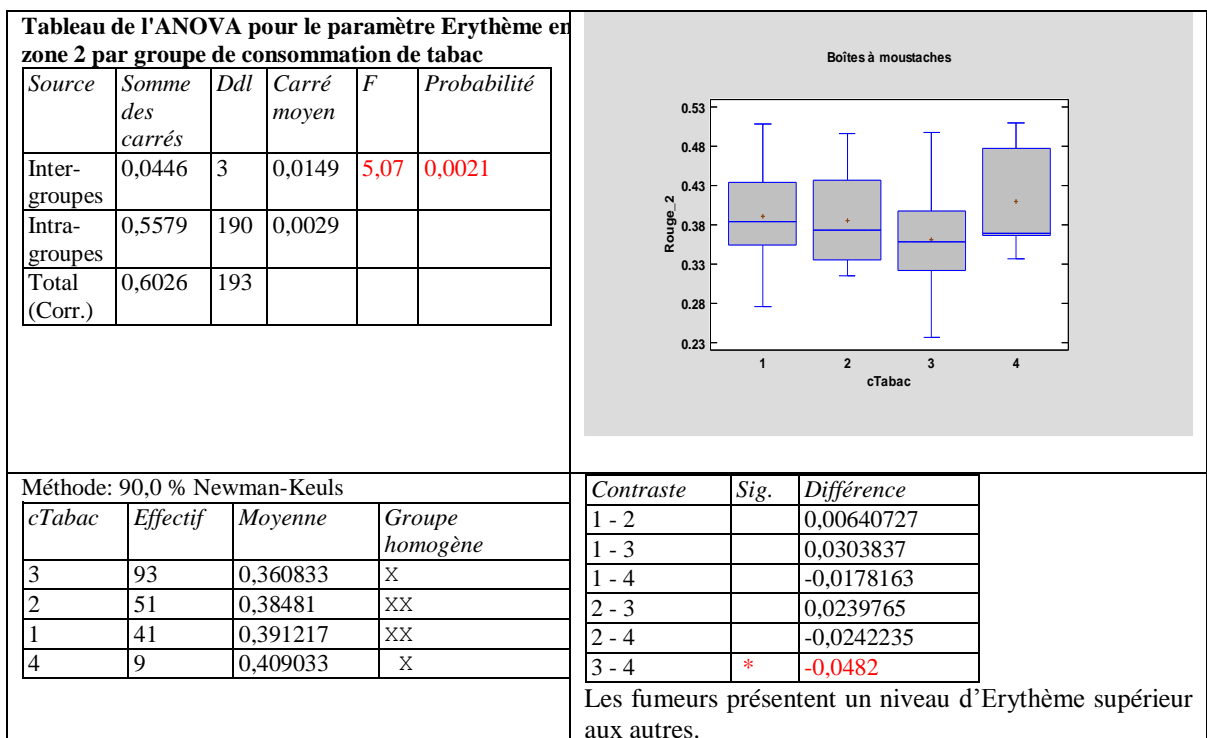 Tableau de l'ANOVA pour le paramètre Erythème en
zone 2 par groupe de consommation de tabac
Source Somme des carrés Ddl Carré moyen F Probabilité
Inter-groupes 0,0446 3 0,0149 5,07 0,0021
Intra-groupes 0,5579 190 0,0029
Total (Corr.) 0,6026 193
Boîtes à moustaches
0.53
0.48
0.43
0.38
0.33
0.28
0.23
Rouge_2
1 2 3 4
cTabac
Méthode: 90,0 % Newman-Keuls
cTabac Effectif Moyenne Groupe homogène
3 93 0,360833 X
2 51 0,38481 XX
1 41 0,391217 XX
4 9 0,409033 X
Contraste Sig. Différence
1 - 2 0,00640727
1 - 3 0,0303837
1 - 4 -0,0178163
2 - 3 0,0239765
2 - 4 -0,0242235
3 - 4 * -0,0482
Les fumeurs présentent un niveau d'Erythème supérieur
aux autres.